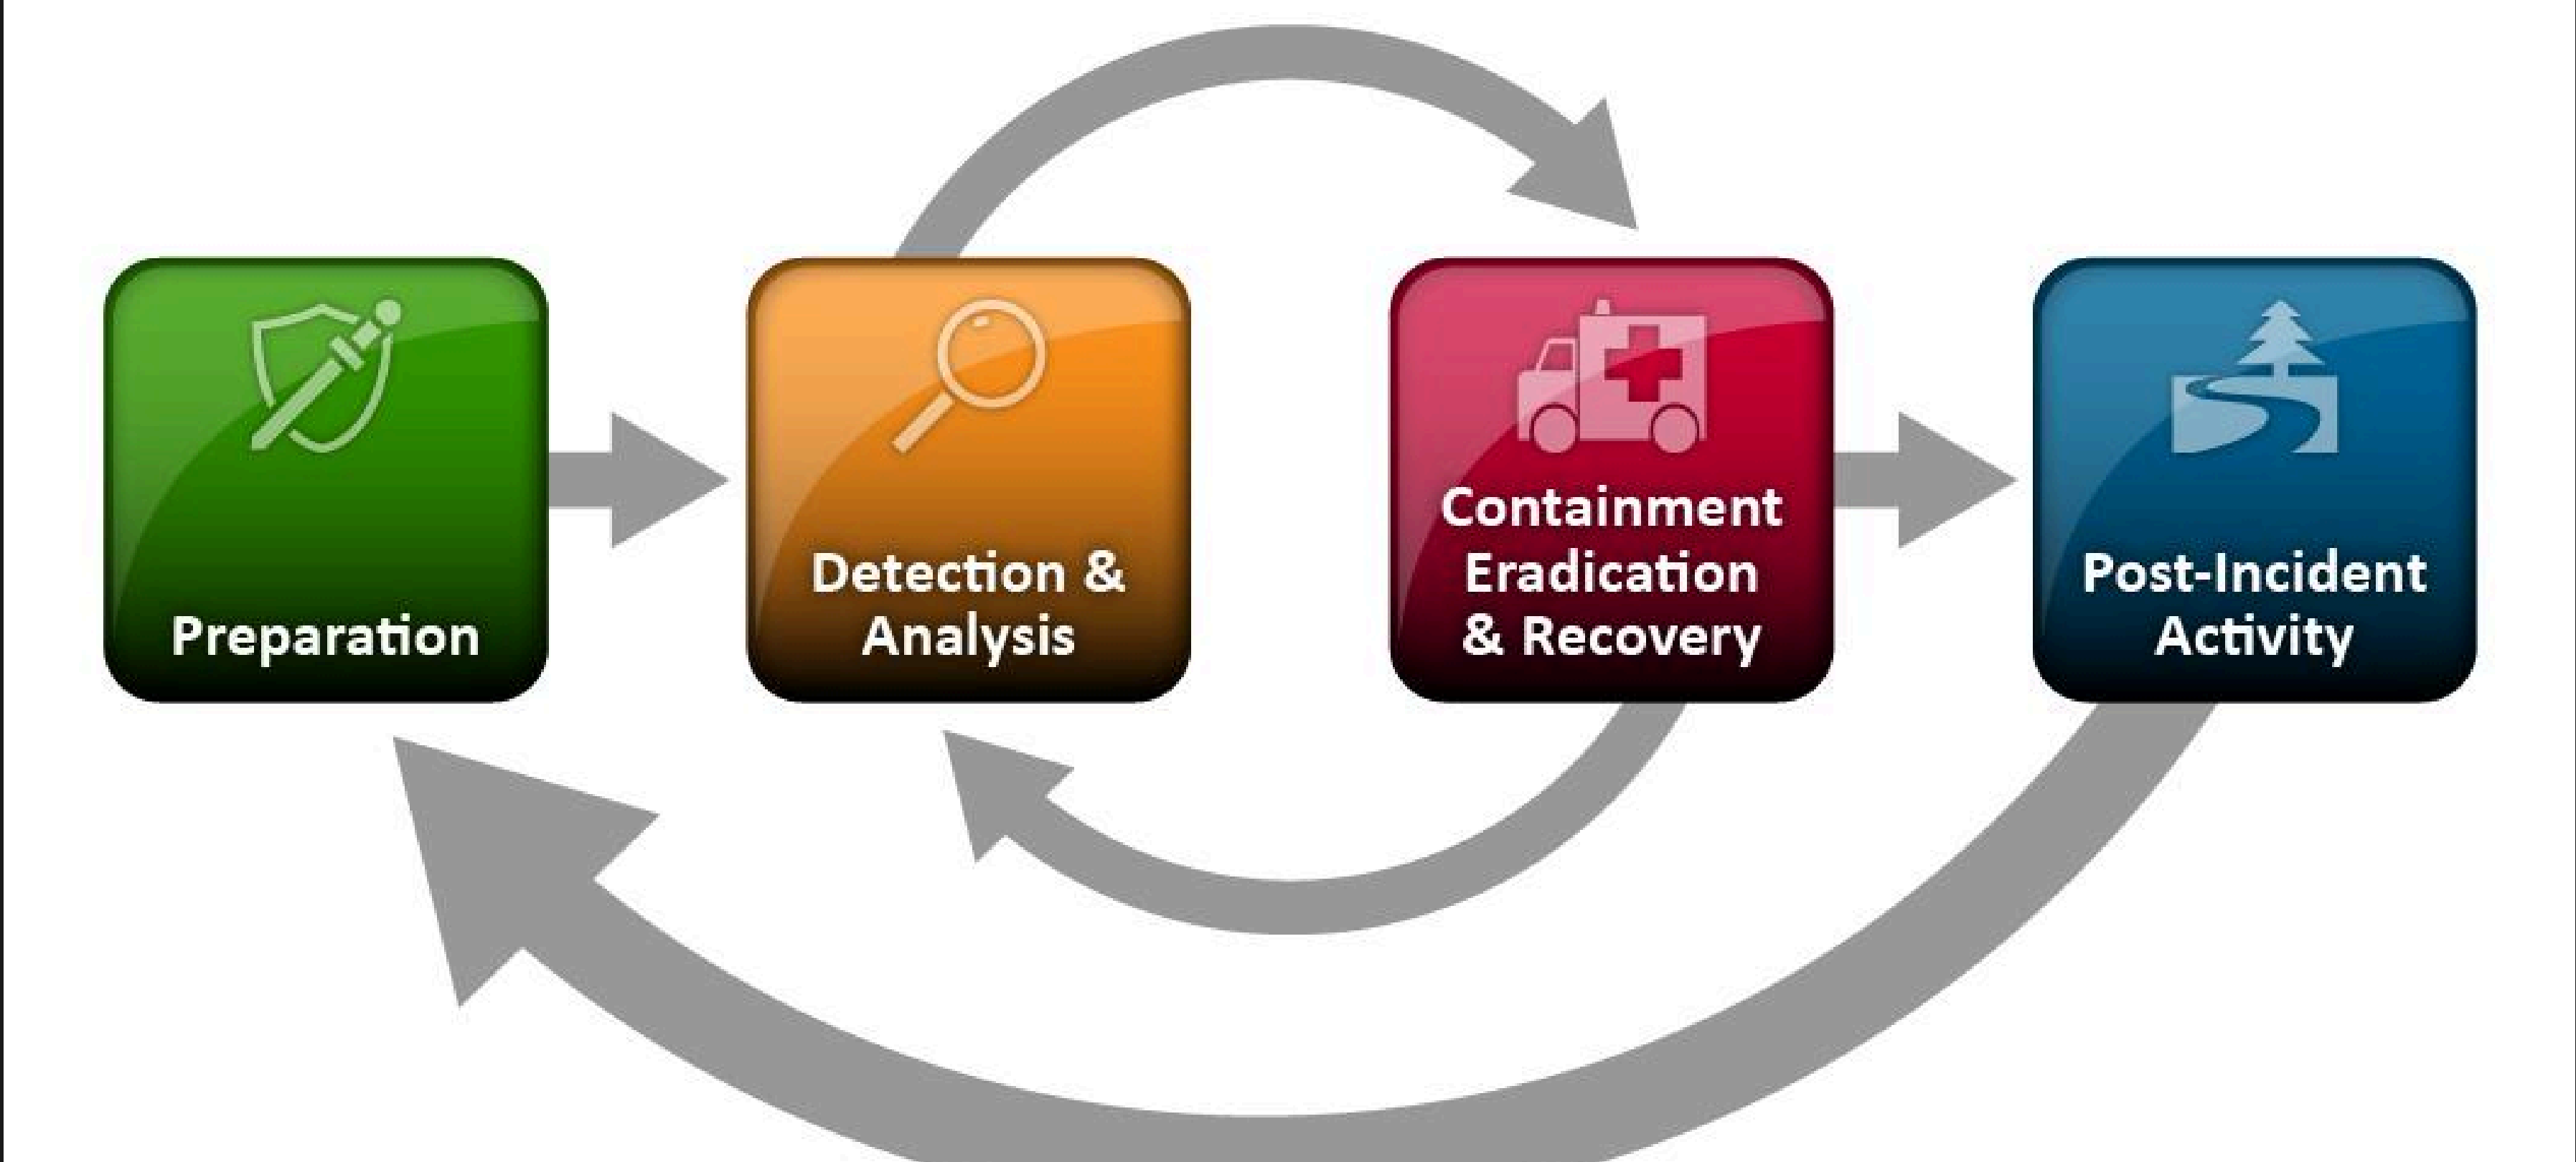 Preparation
Detection &
Analysis
Containment
Eradication
& Recovery
Post-Incident
Activity